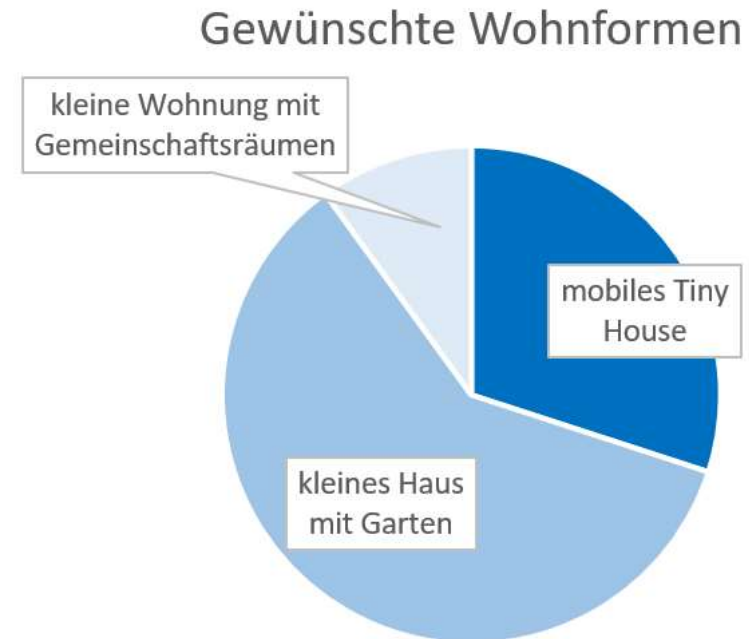 Gewünschte Wohnformen
kleine Wohnung mit
Gemeinschaftsräumen
mobiles Tiny
House
kleines Haus
mit Garten